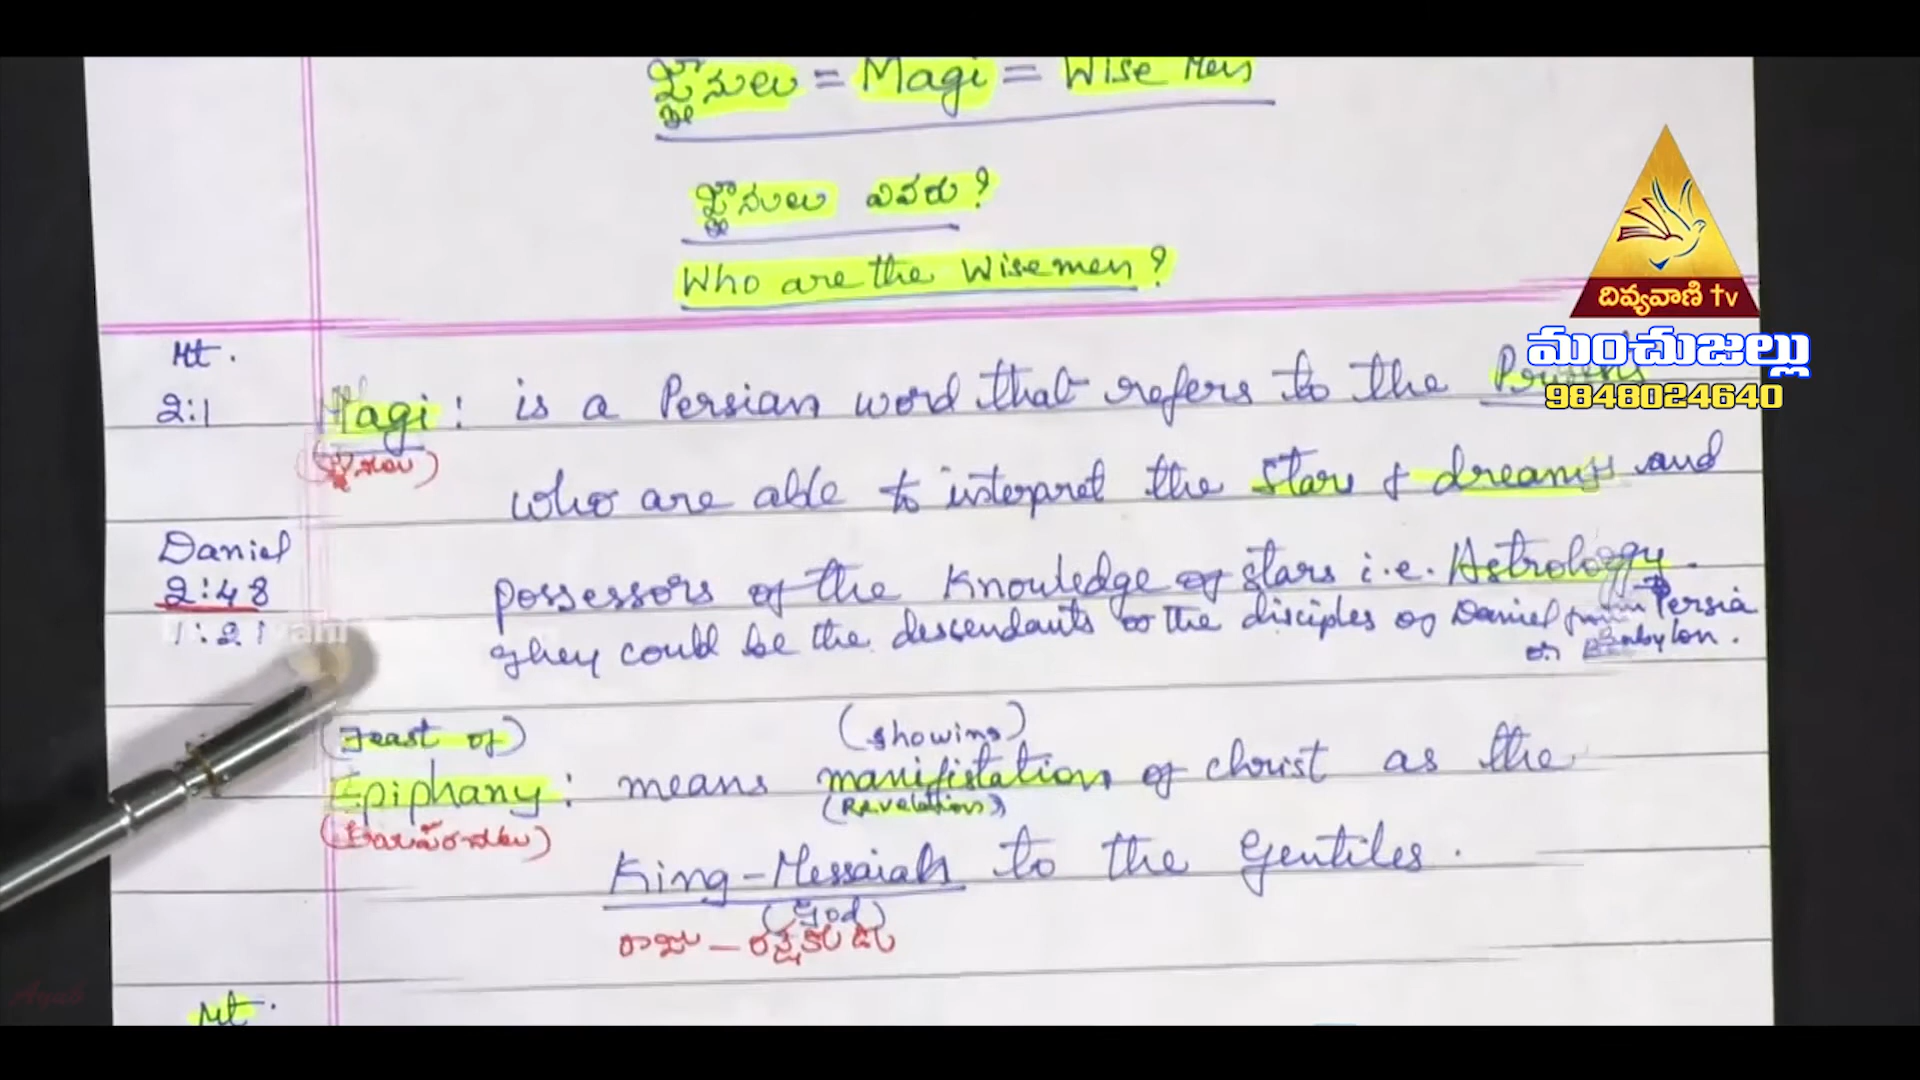 జ్ఞానులు = Magi = Wise Men
జ్ఞానులు ఎవరు?
Who are the Wisemen?
దివ్యవాణి tv
మంచుజల్లు
9848024640
Mt.
2:1
Magi: is a Persian word that refers to the Priests
(జ్ఞానులు)
who are able to interpret the stars & dreams and
Daniel
2:48
1:21
possessors of the knowledge of stars i.e. Astrology.
They could be the descendants or the disciples of Daniel from Persia
or Babylon.
(Feast of)
(showing)
Epiphany: means manifistation of christ as the
(Revelation)
King-Messaiah to the Gentiles.
(God)
రాజు - రక్షకుడు
Mt.